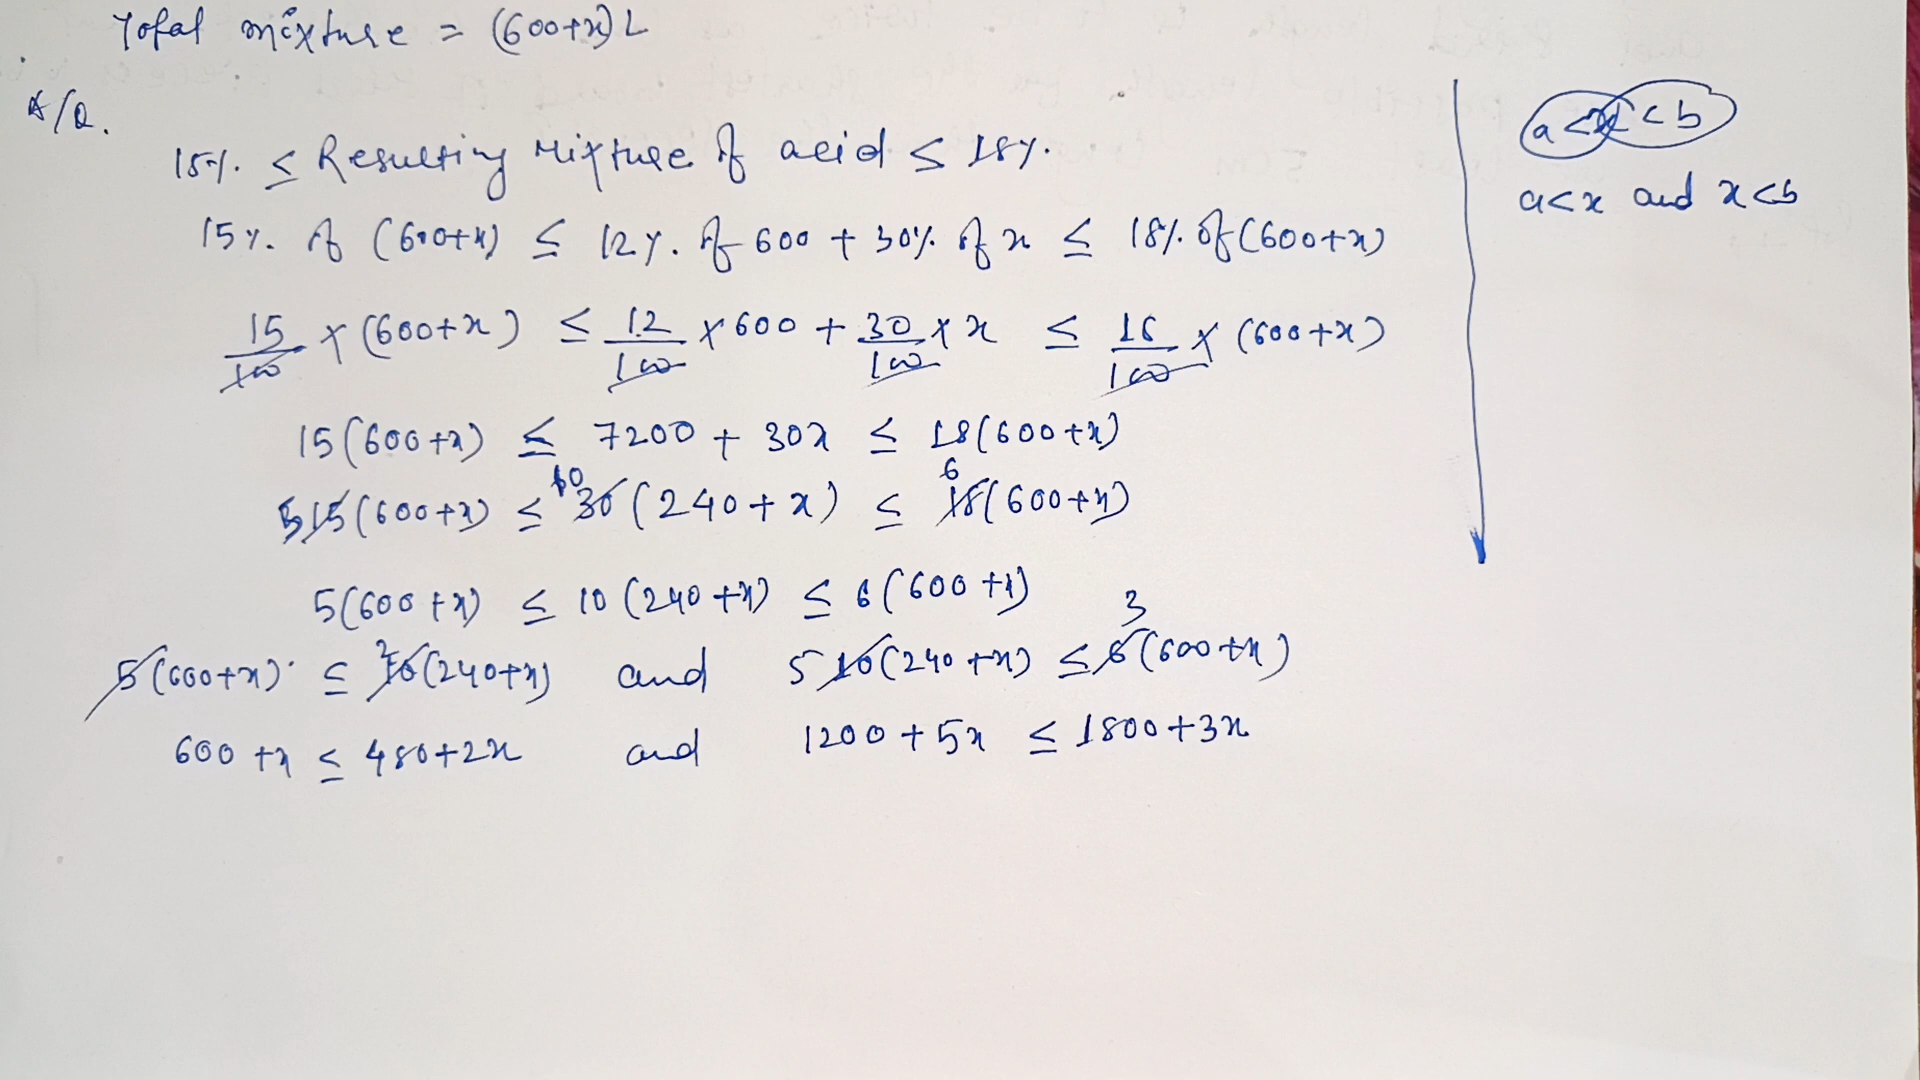 Total mixture = (600+x) L
A/Q.
15% ≤ Resulting Mixture of acid ≤ 18%.
15%. of (600+x) ≤ 12%. of 600 + 30% of x ≤ 18%. of (600+x)
15/100 × (600+x) ≤ 12/100 × 600 + 30/100 × x ≤ 18/100 × (600+x)
15(600+x) ≤ 7200 + 30x ≤ 18(600+x)
5 15(600+x) ≤ 10 30(240+x) ≤ 6 18(600+x)
5(600+x) ≤ 10(240+x) ≤ 6(600+x)
5(600+x) ≤ 2 10(240+x) and 5 10(240+x) ≤ 3 6(600+x)
600+x ≤ 480+2x and 1200+5x ≤ 1800+3x
a<x<b
a<x and x<b